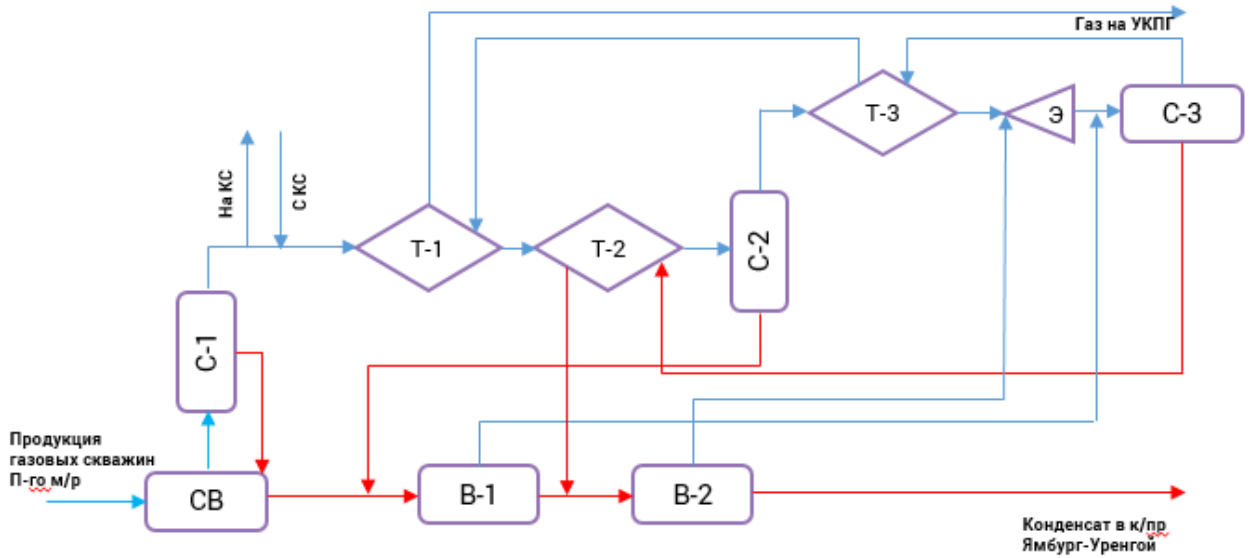 Газ на УКПГ
Т-3
Э
С-3
На КС
С КС
Т-1
Т-2
С-2
С-1
Продукция
газовых скважин
П-го м/р
СВ
В-1
В-2
Конденсат в к/пр
Ямбург-Уренгой